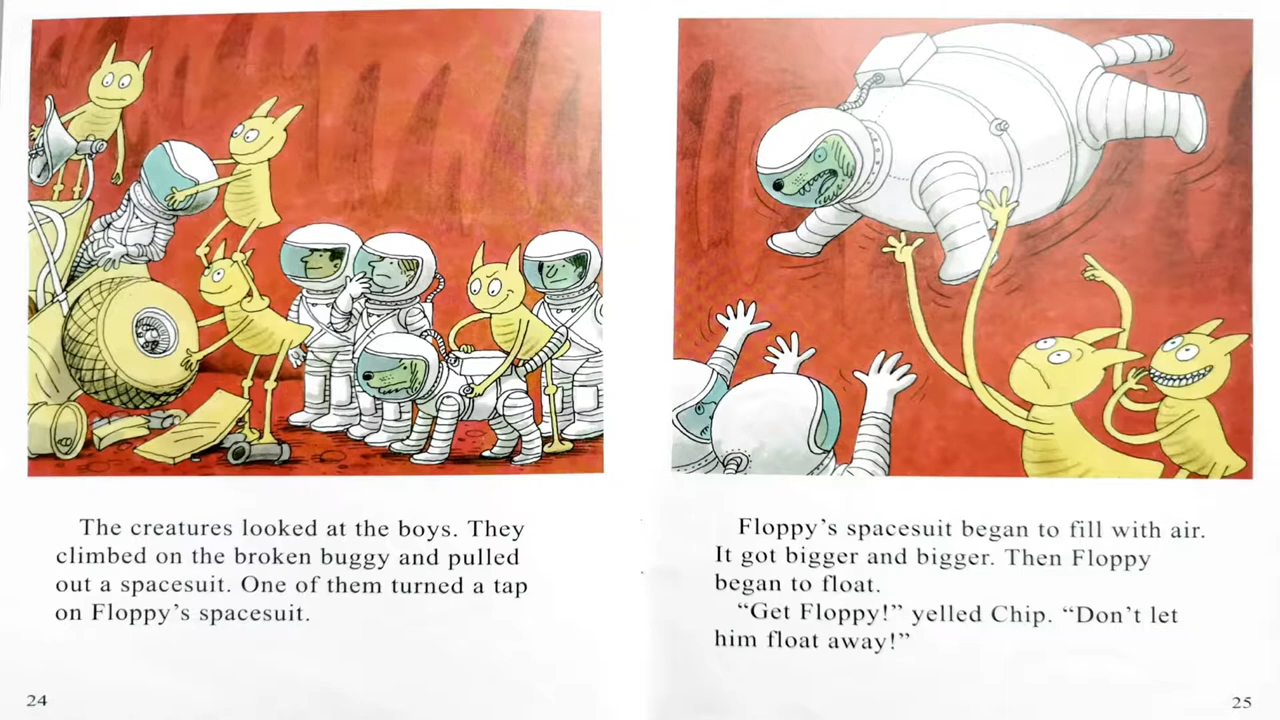 The creatures looked at the boys. They
climbed on the broken buggy and pulled
out a spacesuit. One of them turned a tap
on Floppy's spacesuit.
24
Floppy's spacesuit began to fill with air.
It got bigger and bigger. Then Floppy
began to float.
“Get Floppy!” yelled Chip. “Don't let
him float away!”
25